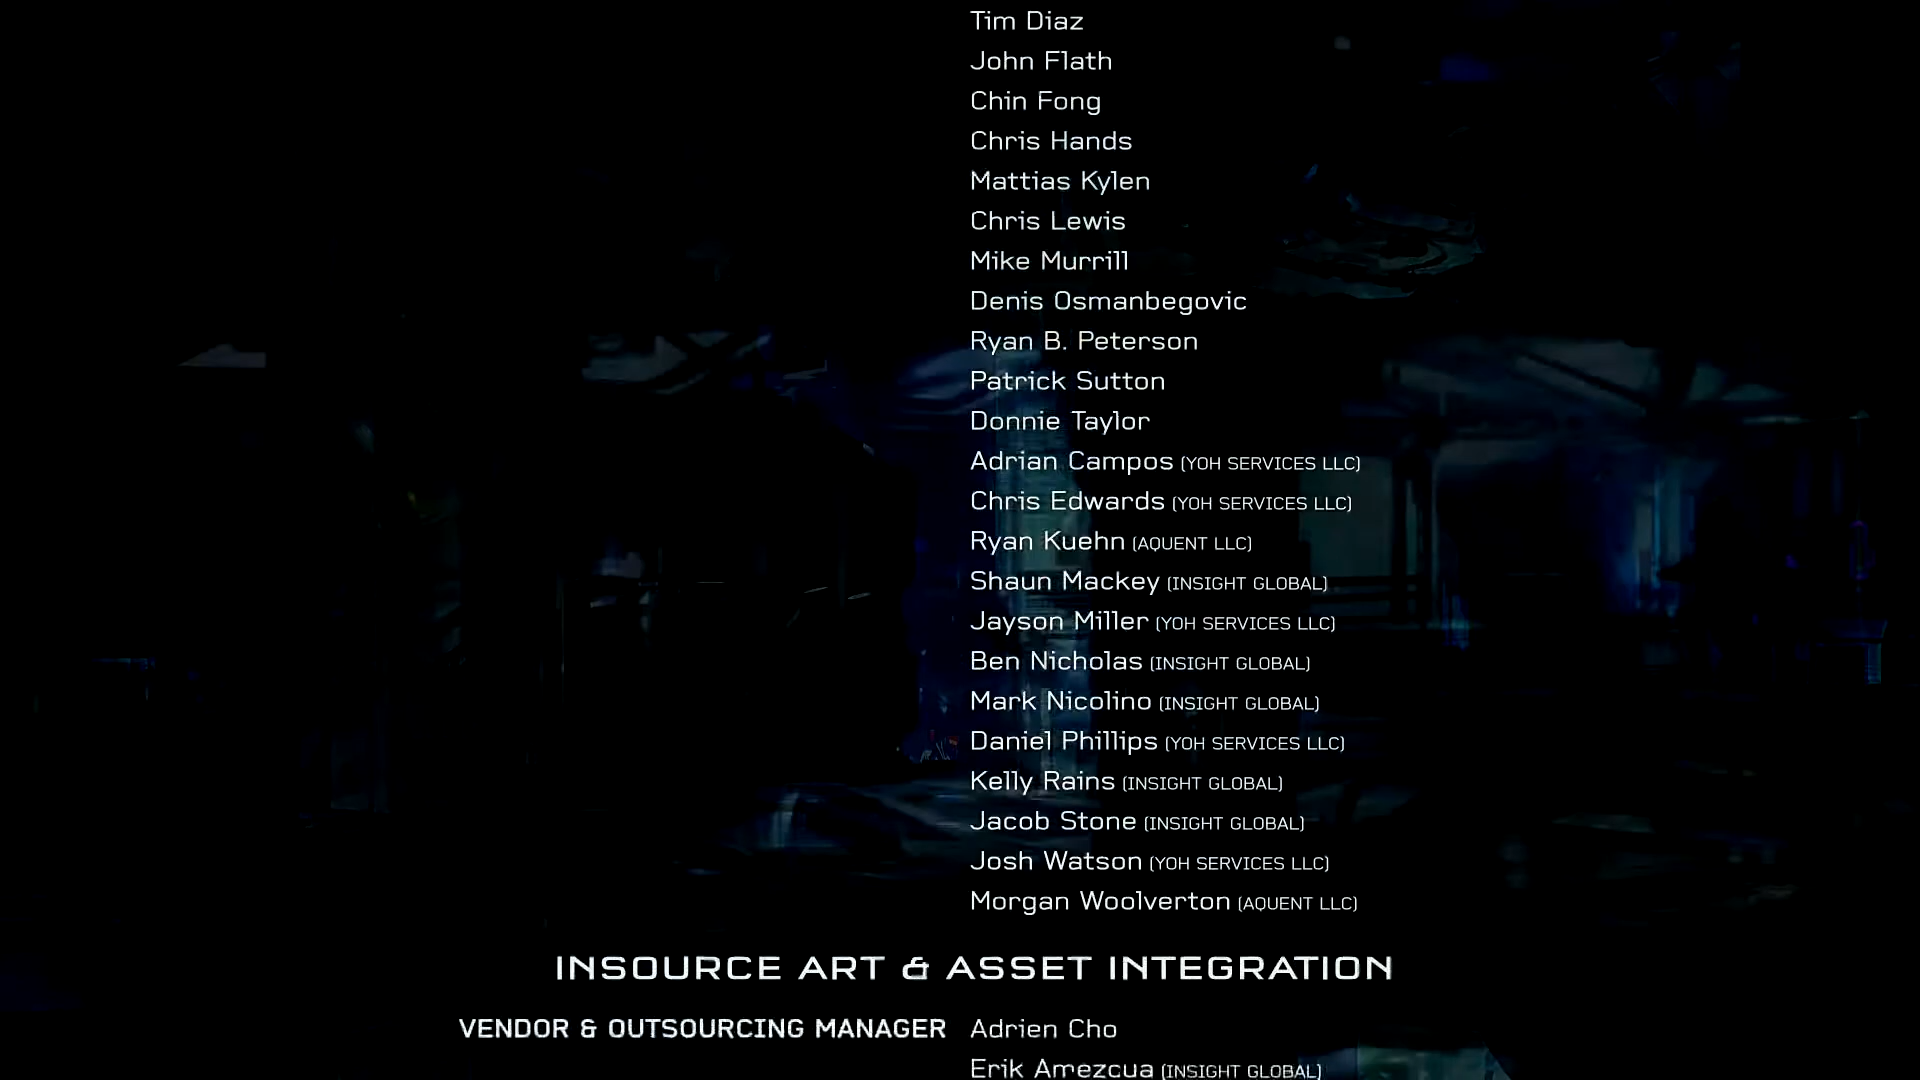 Tim Diaz
John Flath
Chin Fong
Chris Hands
Mattias Kylen
Chris Lewis
Mike Murrill
Denis Osmanbegovic
Ryan B. Peterson
Patrick Sutton
Donnie Taylor
Adrian Campos (YOH SERVICES LLC)
Chris Edwards (YOH SERVICES LLC)
Ryan Kuehn (AQUENT LLC)
Shaun Mackey (INSIGHT GLOBAL)
Jayson Miller (YOH SERVICES LLC)
Ben Nicholas (INSIGHT GLOBAL)
Mark Nicolino (INSIGHT GLOBAL)
Daniel Phillips (YOH SERVICES LLC)
Kelly Rains (INSIGHT GLOBAL)
Jacob Stone (INSIGHT GLOBAL)
Josh Watson (YOH SERVICES LLC)
Morgan Woolverton (AQUENT LLC)
INSOURCE ART & ASSET INTEGRATION
VENDOR & OUTSOURCING MANAGER Adrien Cho
Erik Amezcua (INSIGHT GLOBAL)